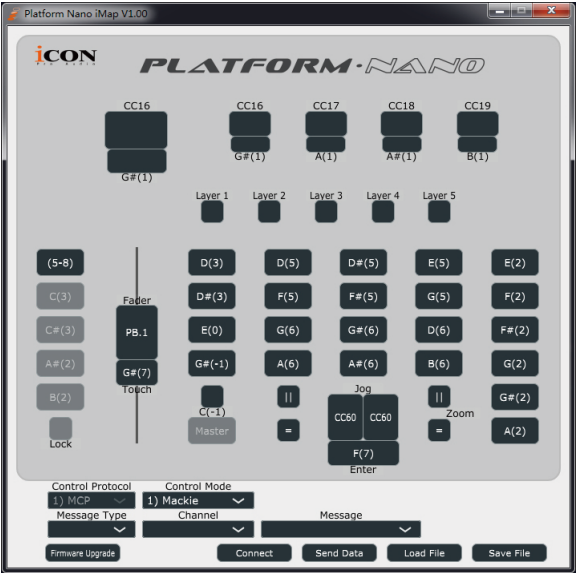 Platform Nano iMap V1.00
iCON
Pro Audio
PLATFORM·NANO
CC16 CC16 CC17 CC18 CC19
G#(1) G#(1) A(1) A#(1) B(1)
Layer 1 Layer 2 Layer 3 Layer 4 Layer 5
(5-8) D(3) D(5) D#(5) E(5) E(2)
C(3) Fader D#(3) F(5) F#(5) G(5) F(2)
C#(3) PB.1 E(0) G(6) G#(6) D(6) F#(2)
A#(2) G#(7) G#(-1) A(6) A#(6) B(6) G(2)
Touch Jog
B(2) || CC60 CC60 || G#(2)
C(-1) Zoom
Lock Master = F(7) = A(2)
Enter
Control Protocol Control Mode
1) MCP 1) Mackie
Message Type Channel Message
Firmware Upgrade Connect Send Data Load File Save File